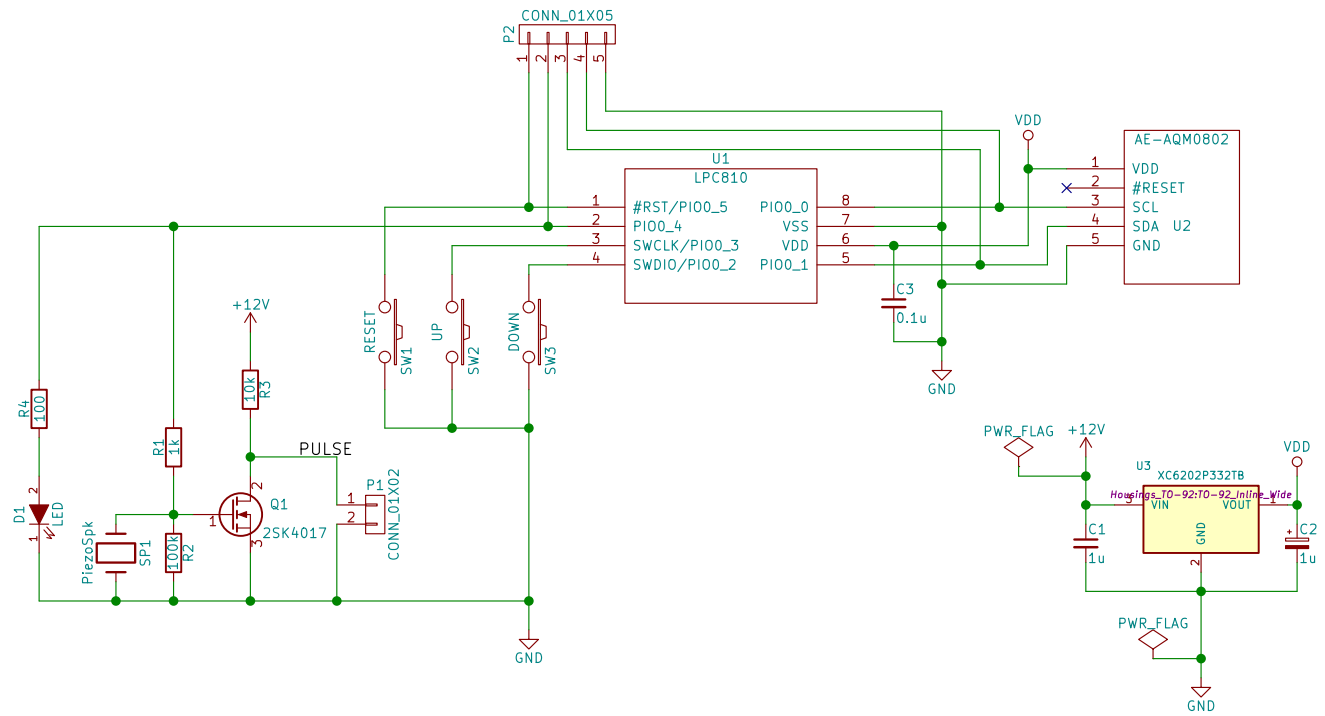 CONN_01X05
P2
1
2
3
4
5
VDD
AE-AQM0802
1 VDD
2 #RESET
3 SCL
4 SDA
5 GND
U2
U1
LPC810
1 #RST/PIO0_5
2 PIO0_4
3 SWCLK/PIO0_3
4 SWDIO/PIO0_2
PIO0_0 8
VSS 7
VDD 6
PIO0_1 5
C3
0.1u
GND
RESET
SW1
UP
SW2
DOWN
SW3
+12V
10k
R3
R4
100
R1
1k
PULSE
P1
1
2
CONN_01X02
2
D1
LED
1
PiezoSpk
SP1
100k
R2
Q1
2SK4017
1
2
3
GND
PWR_FLAG
+12V
VDD
U3
XC6202P332TB
Housings_TO-92:TO-92_Inline_Wide
3 VIN
VOUT 1
GND
2
C1
1u
+
C2
1u
PWR_FLAG
GND